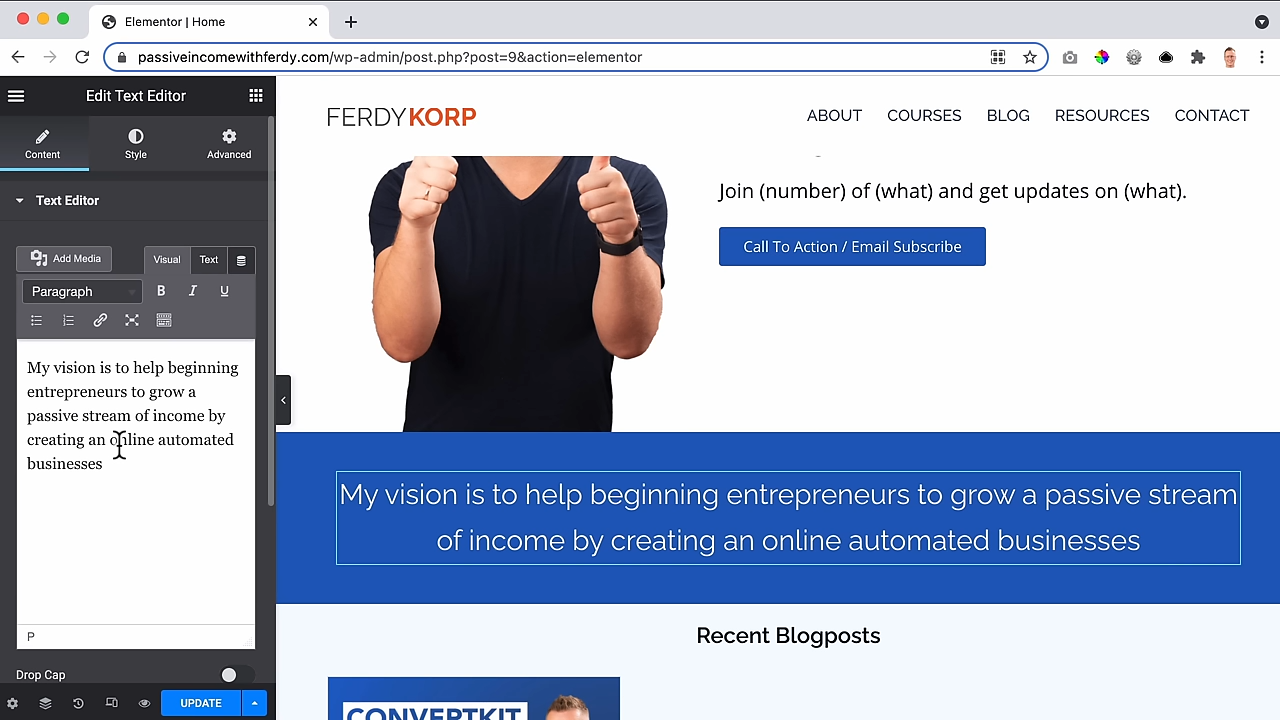 Elementor | Home
passiveincomewithferdy.com/wp-admin/post.php?post=9&action=elementor
Edit Text Editor
Content
Style
Advanced
Text Editor
Add Media
Visual
Text
Paragraph
B
I
U
My vision is to help beginning
entrepreneurs to grow a
passive stream of income by
creating an online automated
businesses
P
Drop Cap
UPDATE
FERDYKORP
ABOUT
COURSES
BLOG
RESOURCES
CONTACT
Join (number) of (what) and get updates on (what).
Call To Action / Email Subscribe
My vision is to help beginning entrepreneurs to grow a passive stream
of income by creating an online automated businesses
Recent Blogposts
CONVERTKIT